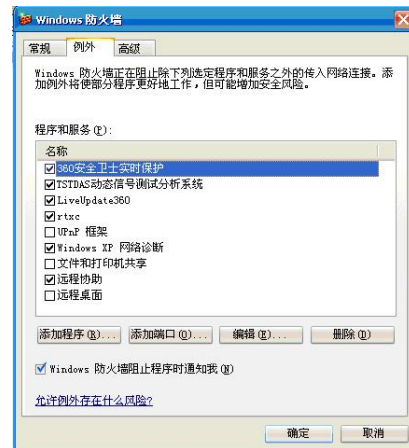 Windows 防火墙
常规 例外 高级
Windows 防火墙正在阻止除下列选定程序和服务之外的传入网络连接。添
加例外将使部分程序更好地工作，但可能增加安全风险。
程序和服务(P):
名称
360安全卫士实时保护
TSTDAS动态信号测试分析系统
LiveUpdate360
rtxc
UPnP 框架
Windows XP 网络诊断
文件和打印机共享
远程协助
远程桌面
添加程序(R)... 添加端口(O)... 编辑(E)... 删除(D)
Windows 防火墙阻止程序时通知我(N)
允许例外存在什么风险?
确定 取消